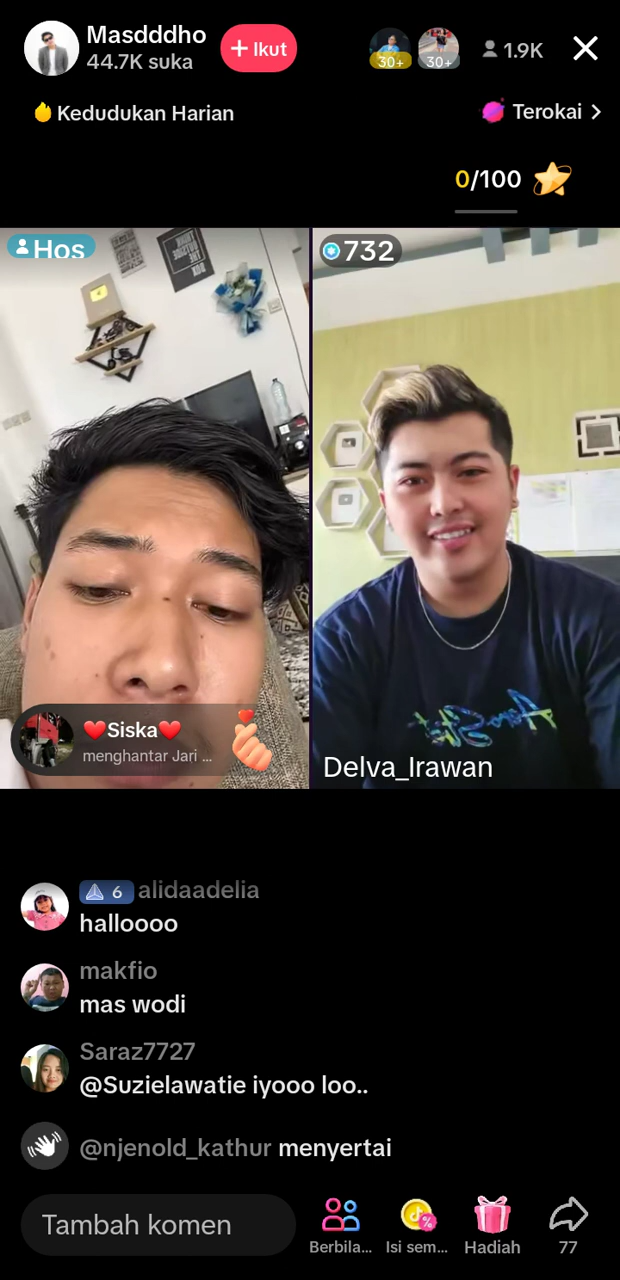 Masdddho
44.7K suka
+ Ikut
30+
30+
1.9K
Kedudukan Harian
Terokai >
0/100
Hos
732
Siska
menghantar Jari ...
Delva_Irawan
6 alidaadelia
halloooo
makfio
mas wodi
Saraz7727
@Suzielawatie iyooo loo..
@njenold_kathur menyertai
Tambah komen
Berbila...
Isi sem...
Hadiah
77